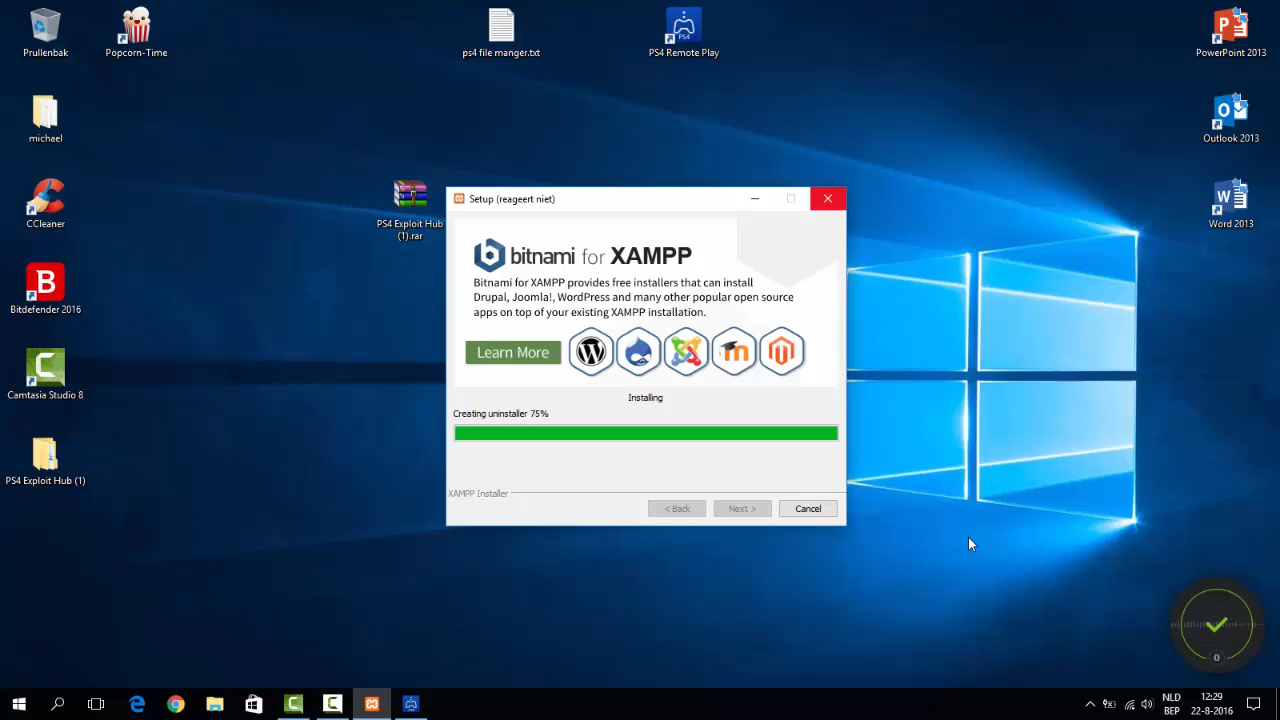 Prullenbak
Popcorn-Time
ps4 file manger.txt
PS4 Remote Play
PowerPoint 2013
michael
Outlook 2013
CCleaner
PS4 Exploit Hub
(1).rar
Word 2013
Setup (reageert niet)
bitnami for XAMPP
Bitnami for XAMPP provides free installers that can install
Drupal, Joomla!, WordPress and many other popular open source
apps on top of your existing XAMPP installation.
Learn More
Bitdefender 2016
Camtasia Studio 8
Installing
Creating uninstaller 75%
PS4 Exploit Hub (1)
XAMPP Installer
< Back
Next >
Cancel
0
NLD
BEP
12:29
22-8-2016